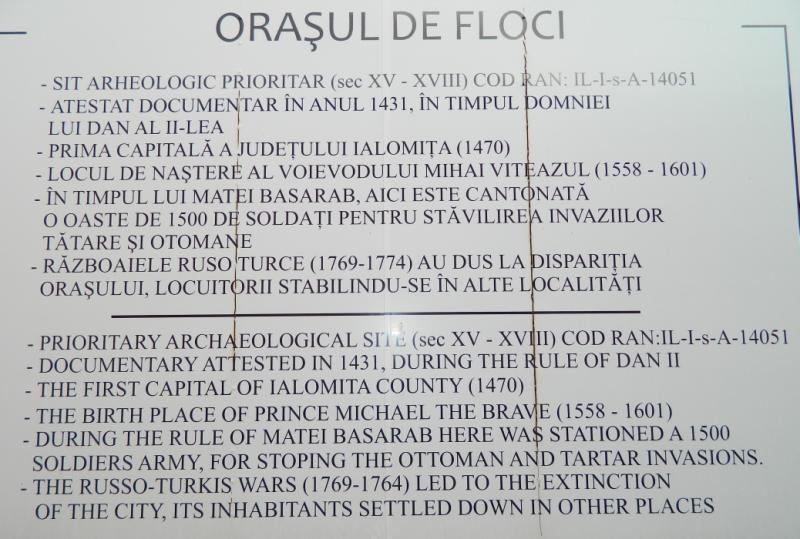 ORAŞUL DE FLOCI
- SIT ARHEOLOGIC PRIORITAR (sec XV - XVIII) COD RAN: IL-I-s-A-14051
- ATESTAT DOCUMENTAR ÎN ANUL 1431, ÎN TIMPUL DOMNIEI
LUI DAN AL II-LEA
- PRIMA CAPITALĂ A JUDEŢULUI IALOMIŢA (1470)
- LOCUL DE NAŞTERE AL VOIEVODULUI MIHAI VITEAZUL (1558 - 1601)
- ÎN TIMPUL LUI MATEI BASARAB, AICI ESTE CANTONATĂ
O OASTE DE 1500 DE SOLDAŢI PENTRU STĂVILIREA INVAZIILOR
TĂTARE ŞI OTOMANE
- RĂZBOAIELE RUSO TURCE (1769-1774) AU DUS LA DISPARIŢIA
ORAŞULUI, LOCUITORII STABILINDU-SE ÎN ALTE LOCALITĂŢI
- PRIORITARY ARCHAEOLOGICAL SITE (sec XV - XVIII) COD RAN:IL-I-s-A-14051
- DOCUMENTARY ATTESTED IN 1431, DURING THE RULE OF DAN II
- THE FIRST CAPITAL OF IALOMITA COUNTY (1470)
- THE BIRTH PLACE OF PRINCE MICHAEL THE BRAVE (1558 - 1601)
- DURING THE RULE OF MATEI BASARAB HERE WAS STATIONED A 1500
SOLDIERS ARMY, FOR STOPING THE OTTOMAN AND TARTAR INVASIONS.
- THE RUSSO-TURKIS WARS (1769-1764) LED TO THE EXTINCTION
OF THE CITY, ITS INHABITANTS SETTLED DOWN IN OTHER PLACES